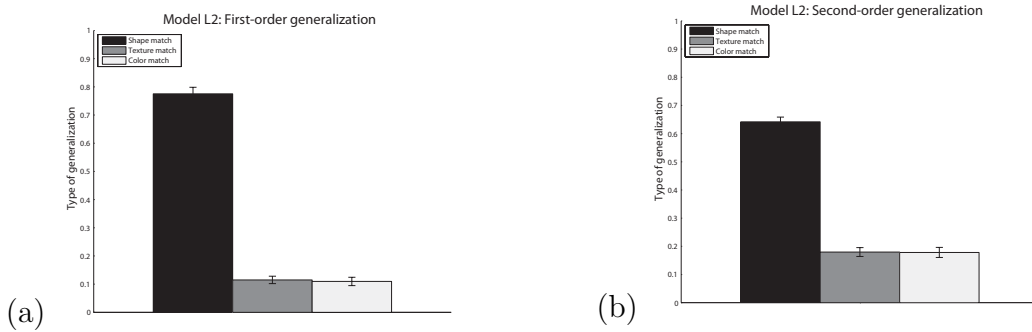 Model L2: First-order generalization
1
Shape match
Texture match
Color match
0.9
0.8
0.7
0.6
0.5
0.4
0.3
0.2
0.1
0
Type of generalization
(a)
Model L2: Second-order generalization
1
Shape match
Texture match
Color match
0.9
0.8
0.7
0.6
0.5
0.4
0.3
0.2
0.1
0
Type of generalization
(b)